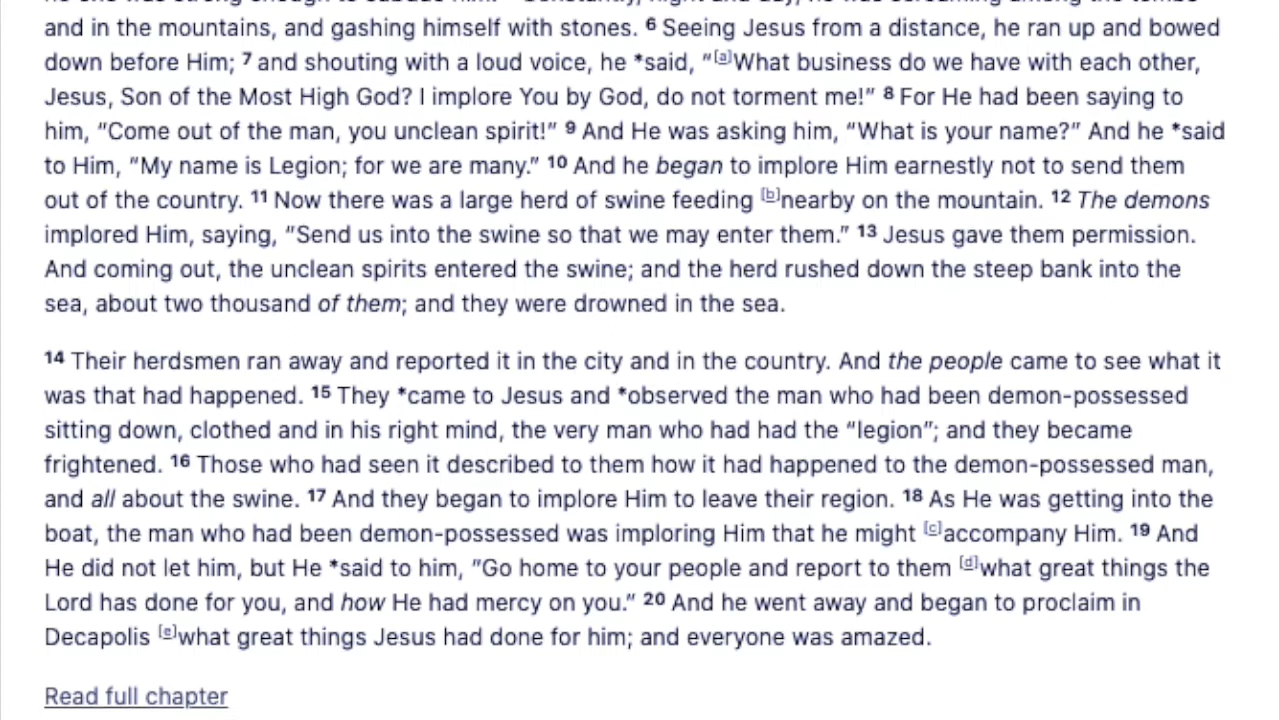 and in the mountains, and gashing himself with stones. 6 Seeing Jesus from a distance, he ran up and bowed
down before Him; 7 and shouting with a loud voice, he *said, “[a]What business do we have with each other,
Jesus, Son of the Most High God? I implore You by God, do not torment me!” 8 For He had been saying to
him, “Come out of the man, you unclean spirit!” 9 And He was asking him, “What is your name?” And he *said
to Him, “My name is Legion; for we are many.” 10 And he began to implore Him earnestly not to send them
out of the country. 11 Now there was a large herd of swine feeding [b]nearby on the mountain. 12 The demons
implored Him, saying, “Send us into the swine so that we may enter them.” 13 Jesus gave them permission.
And coming out, the unclean spirits entered the swine; and the herd rushed down the steep bank into the
sea, about two thousand of them; and they were drowned in the sea.
14 Their herdsmen ran away and reported it in the city and in the country. And the people came to see what it
was that had happened. 15 They *came to Jesus and *observed the man who had been demon-possessed
sitting down, clothed and in his right mind, the very man who had had the “legion”; and they became
frightened. 16 Those who had seen it described to them how it had happened to the demon-possessed man,
and all about the swine. 17 And they began to implore Him to leave their region. 18 As He was getting into the
boat, the man who had been demon-possessed was imploring Him that he might [c]accompany Him. 19 And
He did not let him, but He *said to him, “Go home to your people and report to them [d]what great things the
Lord has done for you, and how He had mercy on you.” 20 And he went away and began to proclaim in
Decapolis [e]what great things Jesus had done for him; and everyone was amazed.
Read full chapter